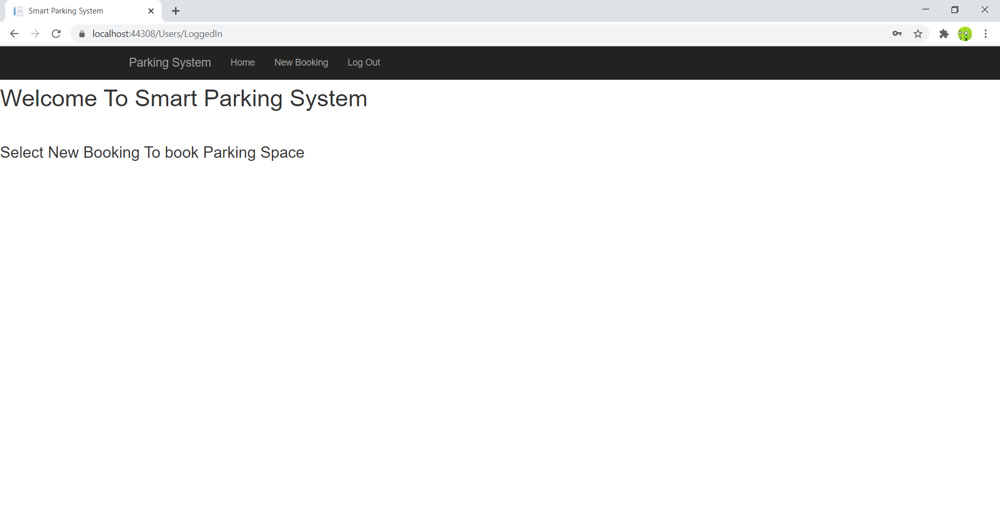 Smart Parking System
localhost:44308/Users/LoggedIn
Parking System Home New Booking Log Out
Welcome To Smart Parking System
Select New Booking To book Parking Space